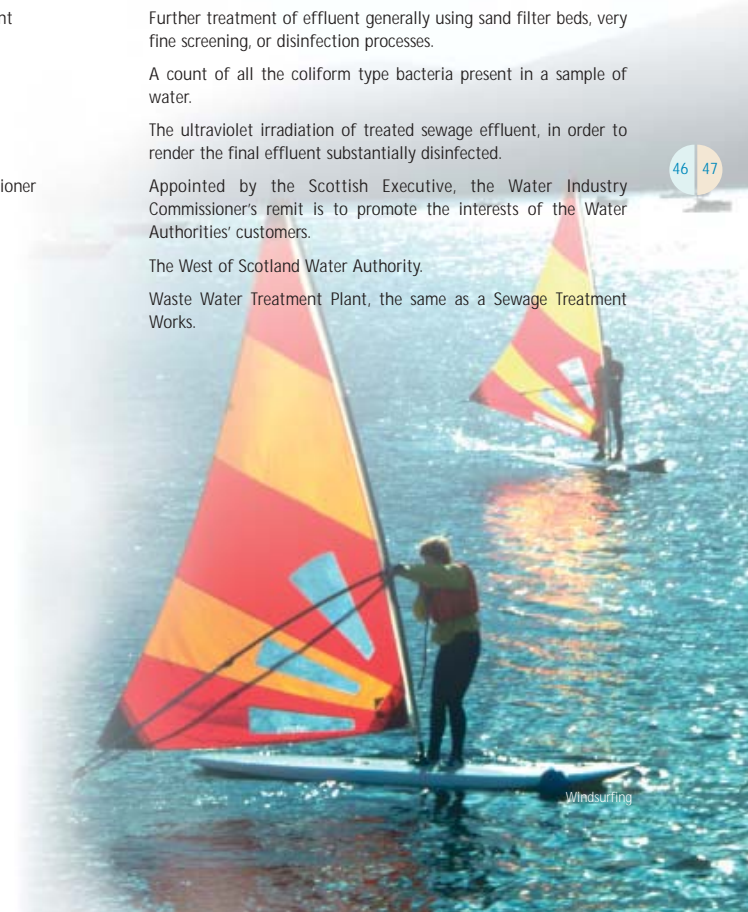 nt
Further treatment of effluent generally using sand filter beds, very
fine screening, or disinfection processes.
A count of all the coliform type bacteria present in a sample of
water.
The ultraviolet irradiation of treated sewage effluent, in order to
render the final effluent substantially disinfected.
46 47
ioner
Appointed by the Scottish Executive, the Water Industry
Commissioner's remit is to promote the interests of the Water
Authorities' customers.
The West of Scotland Water Authority.
Waste Water Treatment Plant, the same as a Sewage Treatment
Works.
Windsurfing